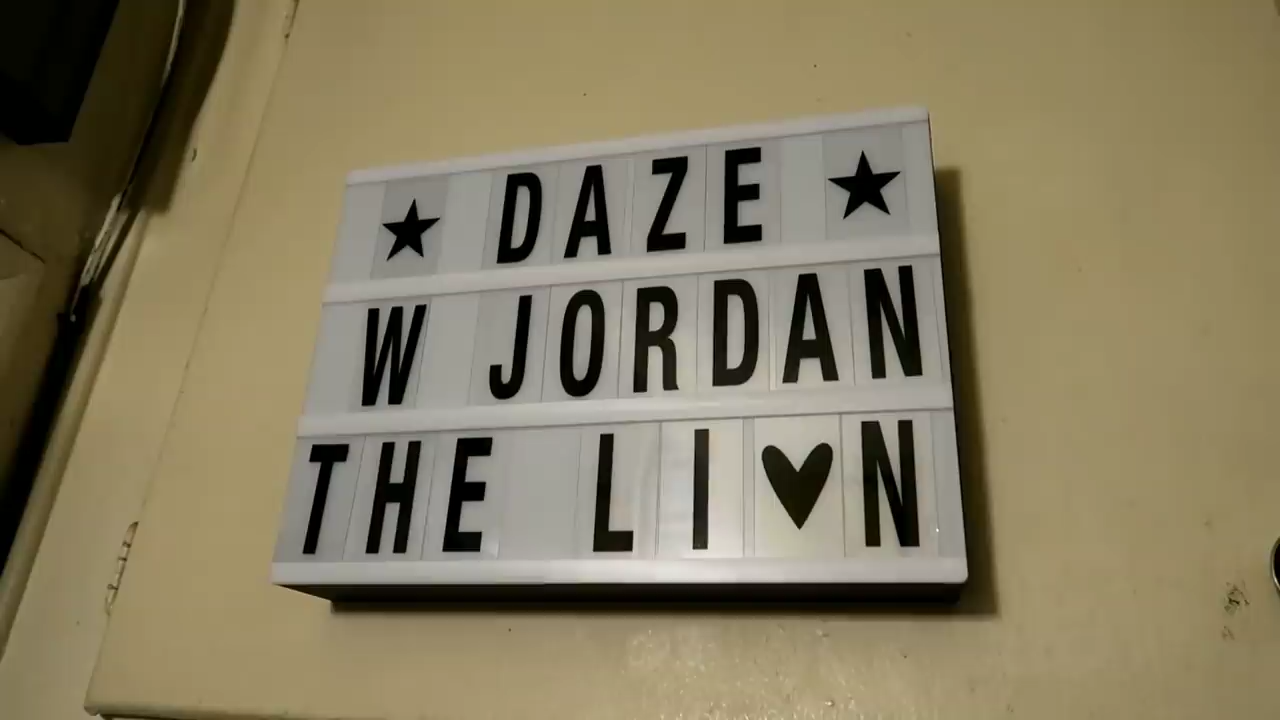 ★ DAZE ★
W JORDAN
THE LI♥N